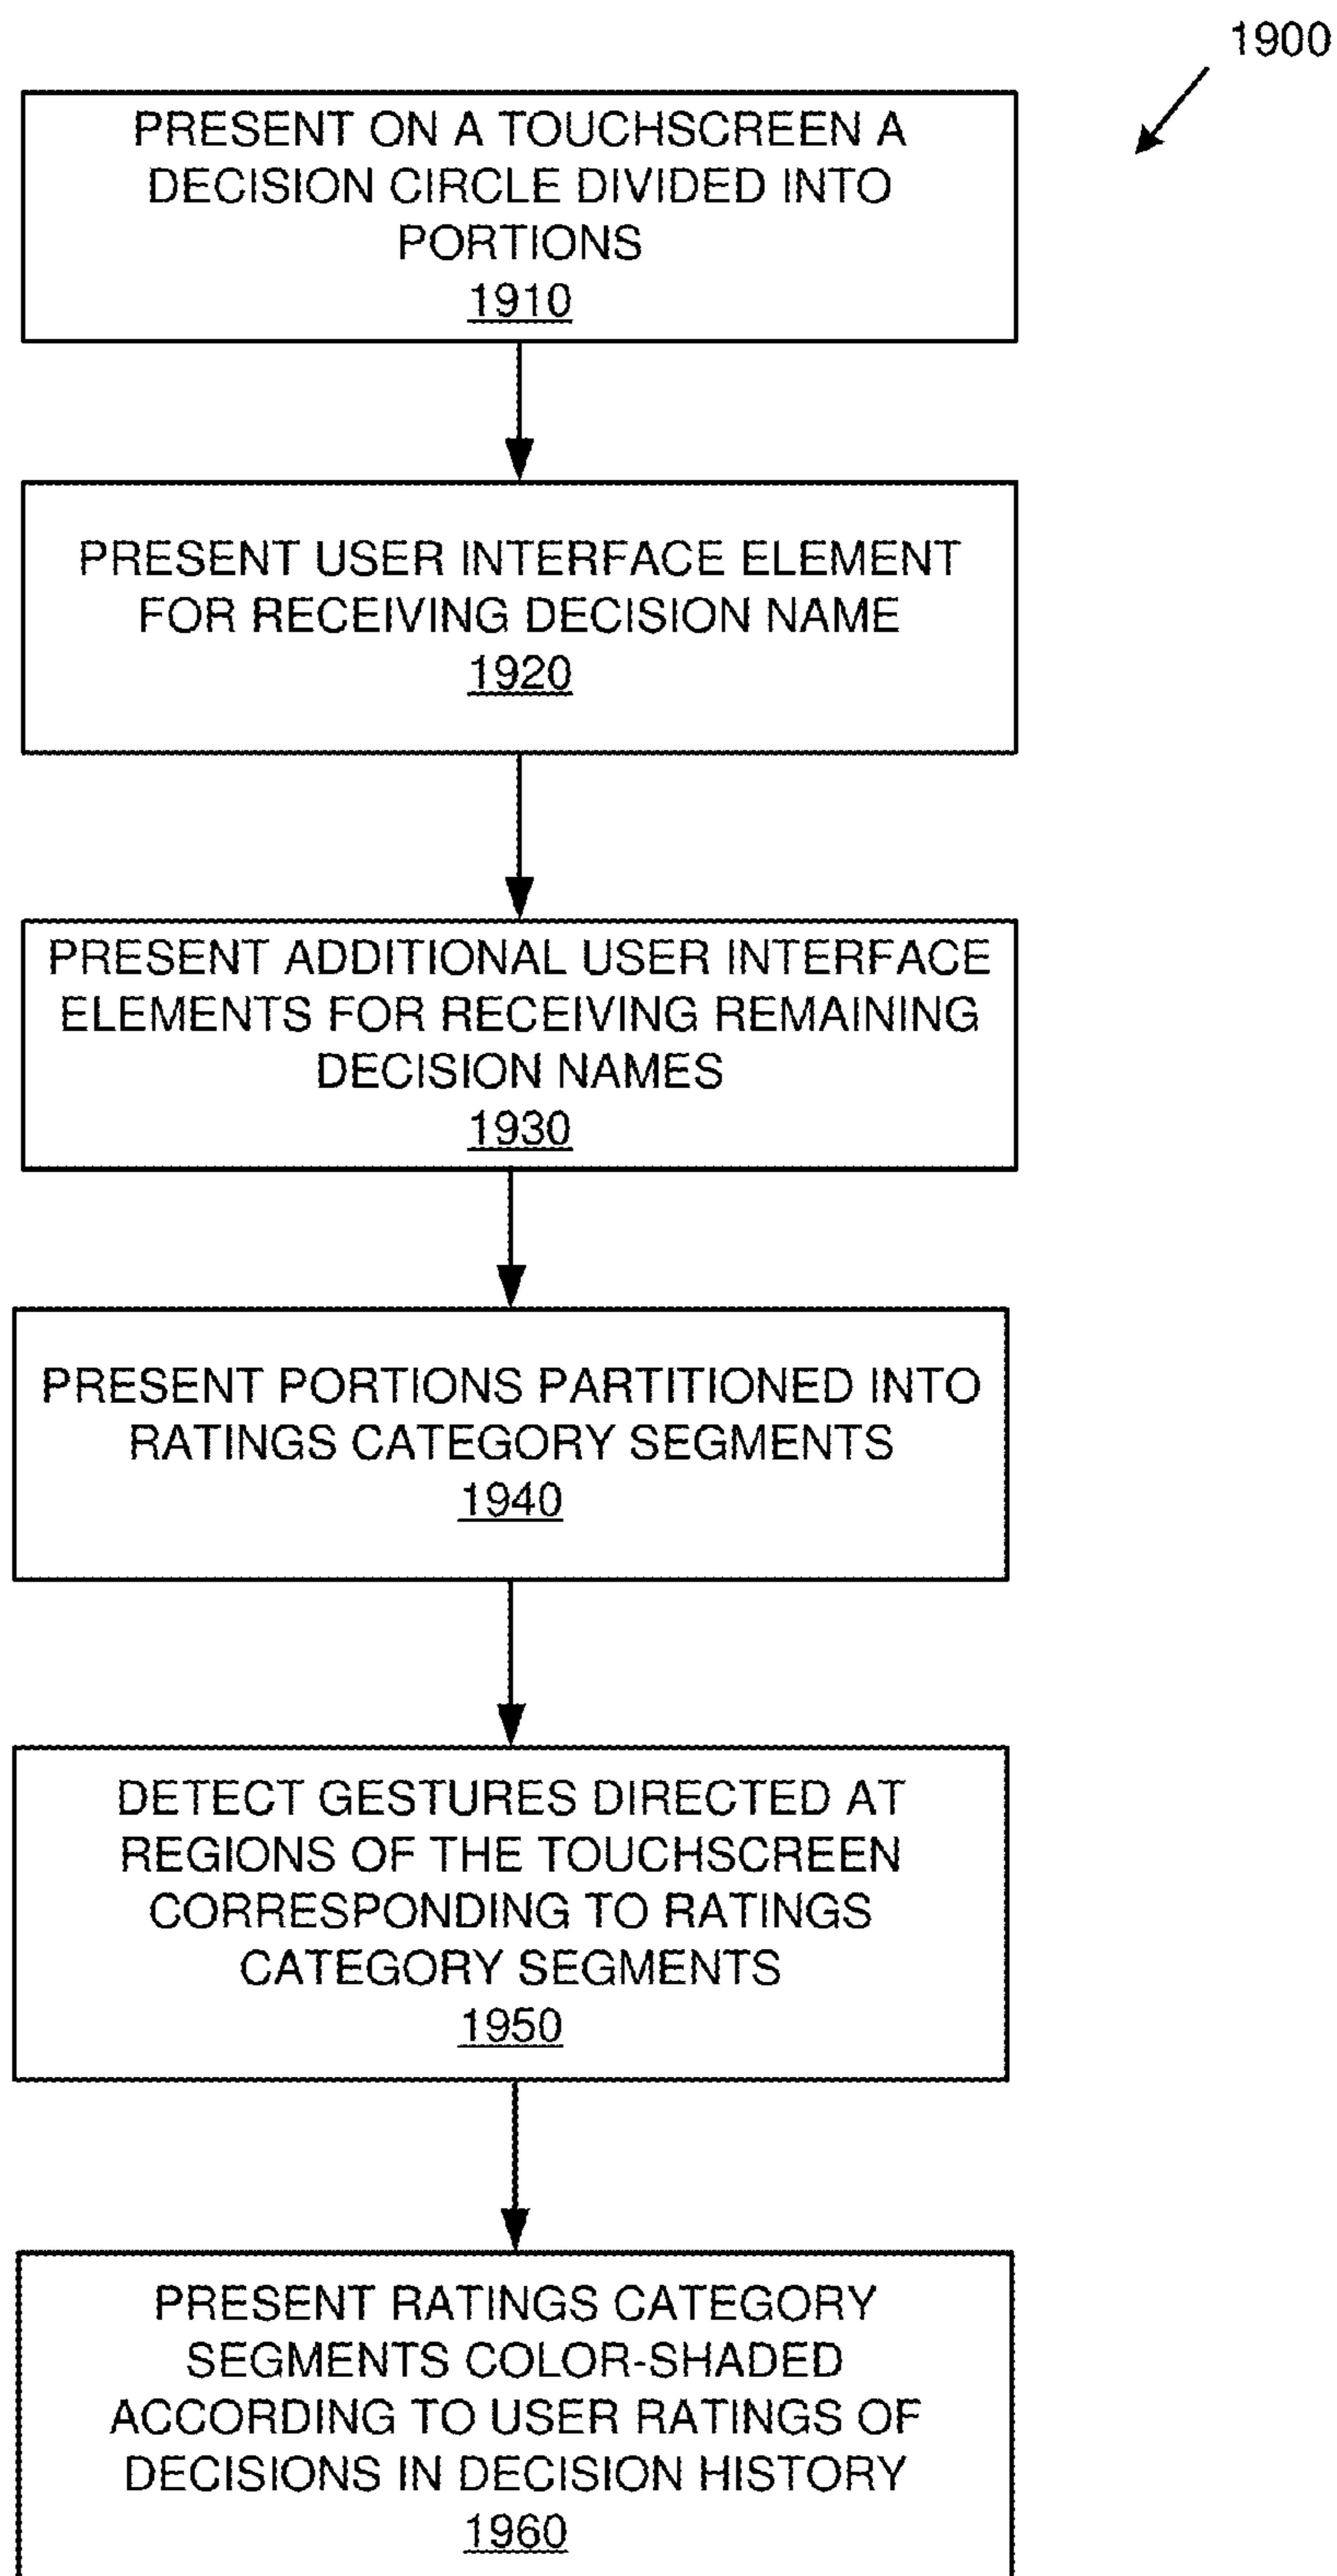 1900
PRESENT ON A TOUCHSCREEN A
DECISION CIRCLE DIVIDED INTO
PORTIONS
1910
PRESENT USER INTERFACE ELEMENT
FOR RECEIVING DECISION NAME
1920
PRESENT ADDITIONAL USER INTERFACE
ELEMENTS FOR RECEIVING REMAINING
DECISION NAMES
1930
PRESENT PORTIONS PARTITIONED INTO
RATINGS CATEGORY SEGMENTS
1940
DETECT GESTURES DIRECTED AT
REGIONS OF THE TOUCHSCREEN
CORRESPONDING TO RATINGS
CATEGORY SEGMENTS
1950
PRESENT RATINGS CATEGORY
SEGMENTS COLOR-SHADED
ACCORDING TO USER RATINGS OF
DECISIONS IN DECISION HISTORY
1960